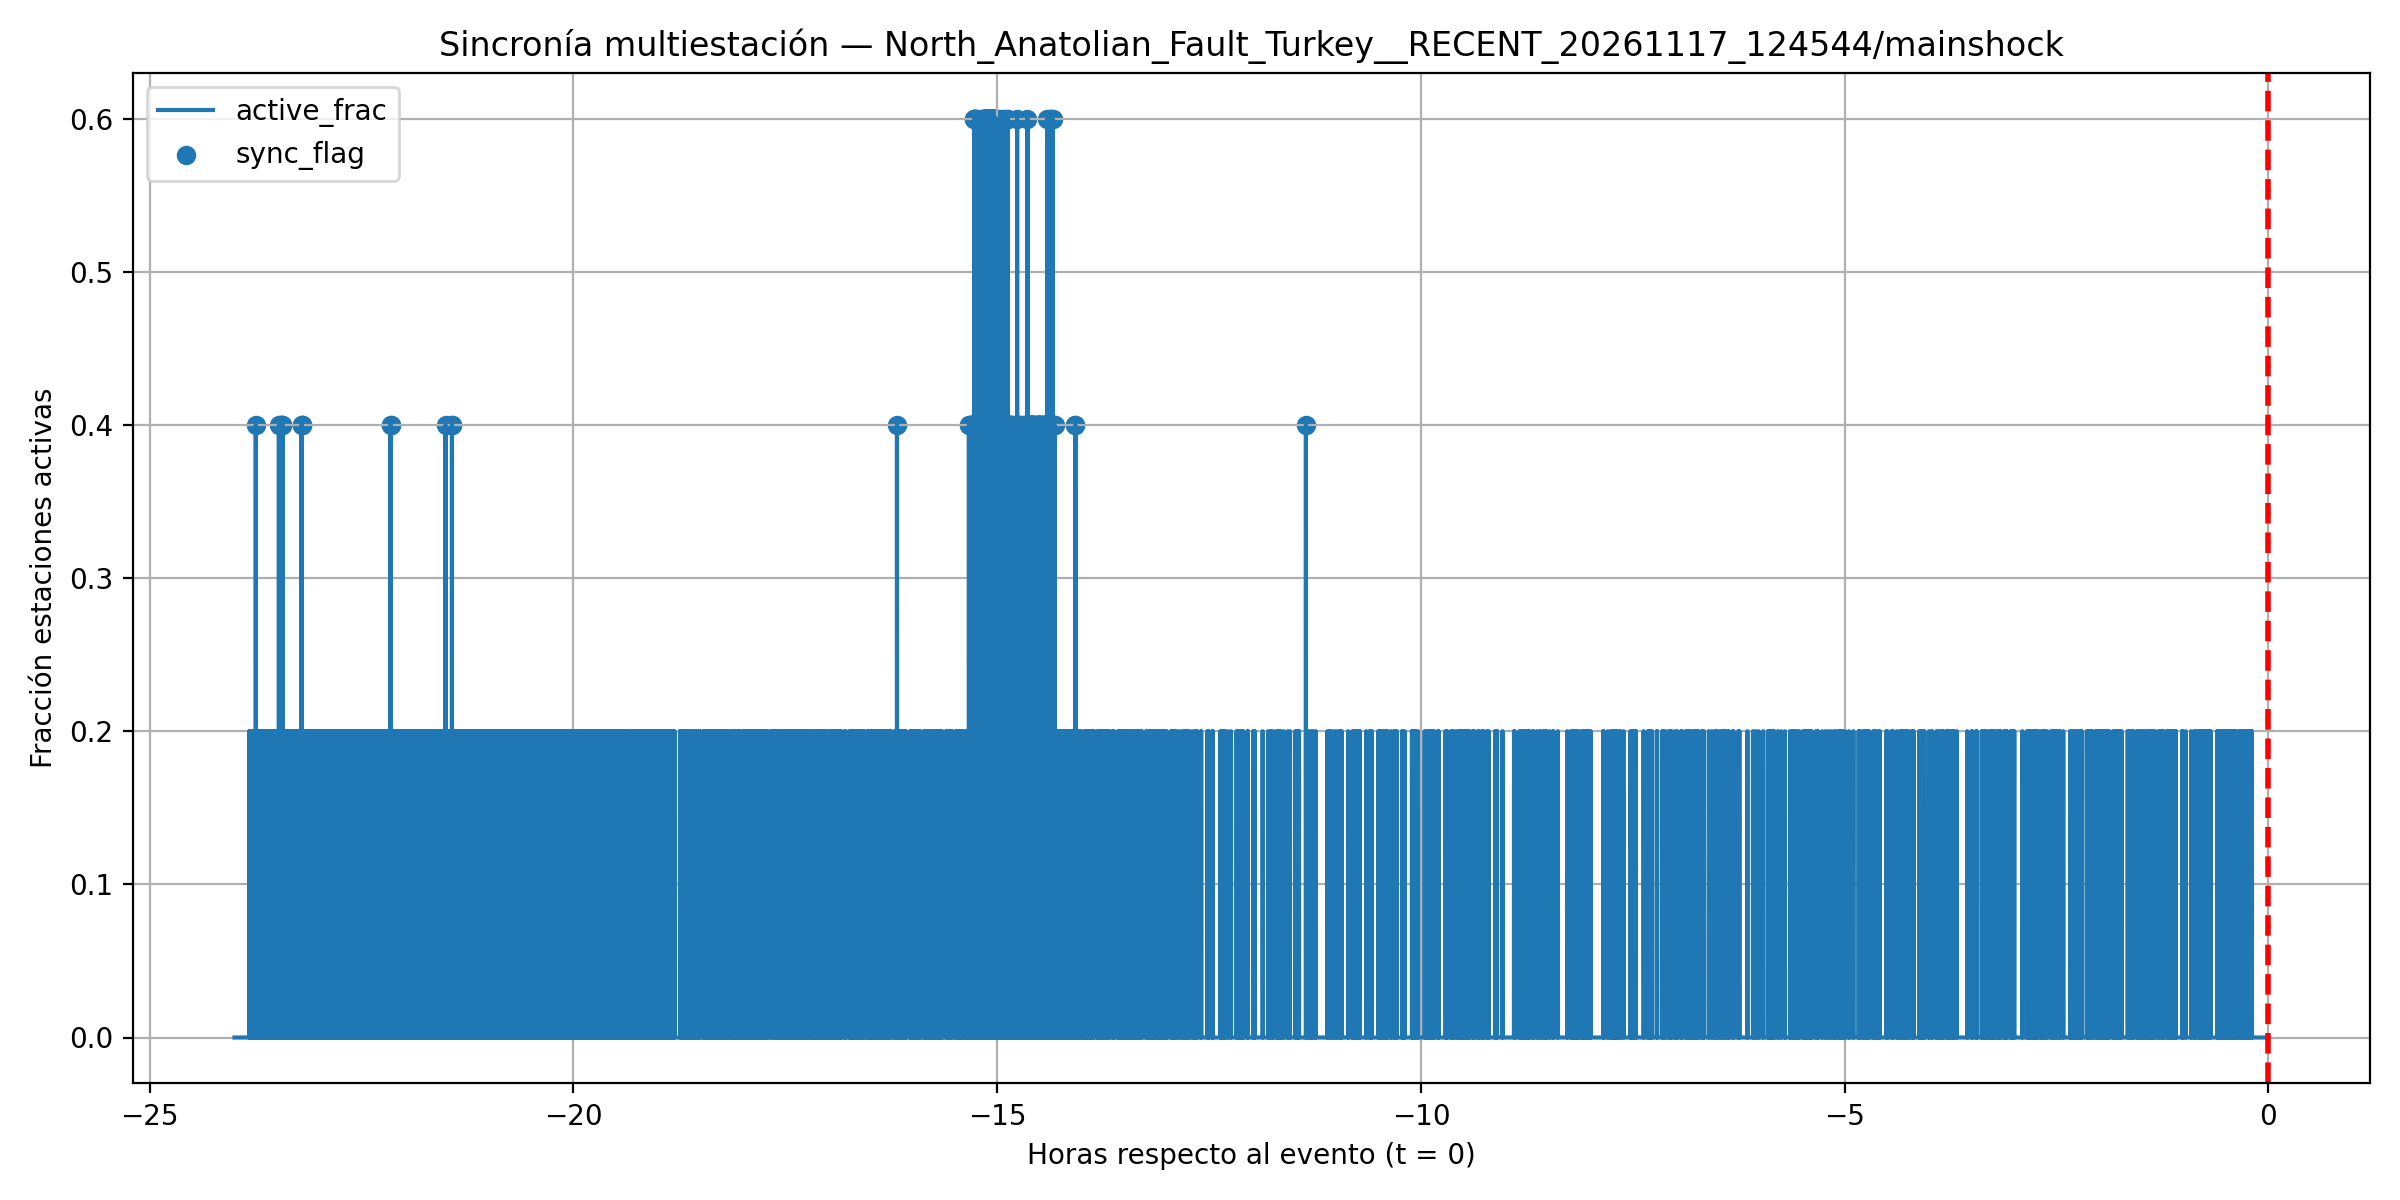 Sincronía multiestación — North_Anatolian_Fault_Turkey__RECENT_20261117_124544/mainshock
active_frac
sync_flag
Fracción estaciones activas
0.6
0.5
0.4
0.3
0.2
0.1
0.0
−25 −20 −15 −10 −5 0
Horas respecto al evento (t = 0)